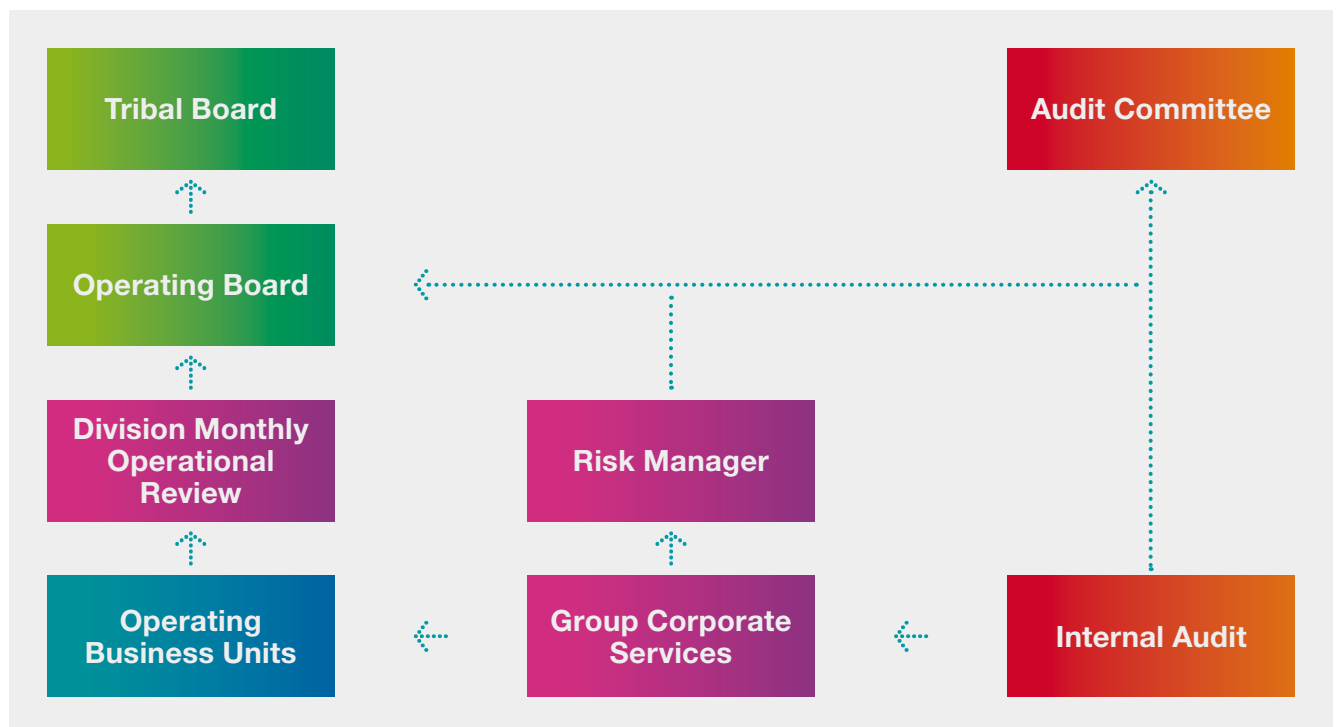 Tribal Board
Audit Committee
Operating Board
Division Monthly
Operational
Review
Risk Manager
Operating
Business Units
Group Corporate
Services
Internal Audit